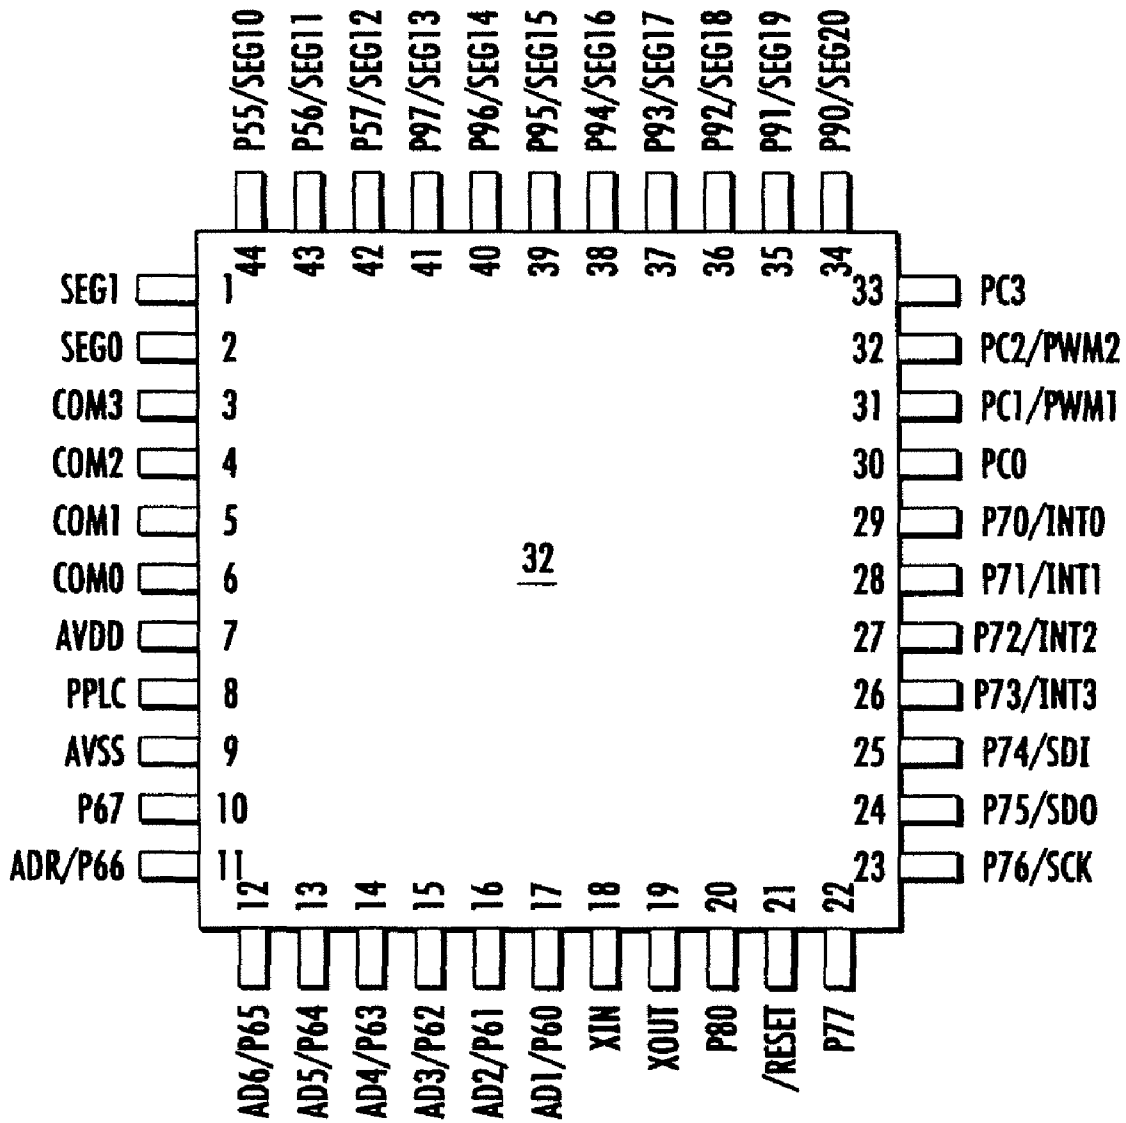 P55/SEG10
P56/SEG11
P57/SEG12
P97/SEG13
P96/SEG14
P95/SEG15
P94/SEG16
P93/SEG17
P92/SEG18
P91/SEG19
P90/SEG20
44
43
42
41
40
39
38
37
36
35
34
SEG1 1
SEG0 2
COM3 3
COM2 4
COM1 5
COM0 6
AVDD 7
PPLC 8
AVSS 9
P67 10
ADR/P66 11
32
33 PC3
32 PC2/PWM2
31 PC1/PWM1
30 PC0
29 P70/INT0
28 P71/INT1
27 P72/INT2
26 P73/INT3
25 P74/SDI
24 P75/SDO
23 P76/SCK
12
13
14
15
16
17
18
19
20
21
22
AD6/P65
AD5/P64
AD4/P63
AD3/P62
AD2/P61
AD1/P60
XIN
XOUT
P80
/RESET
P77